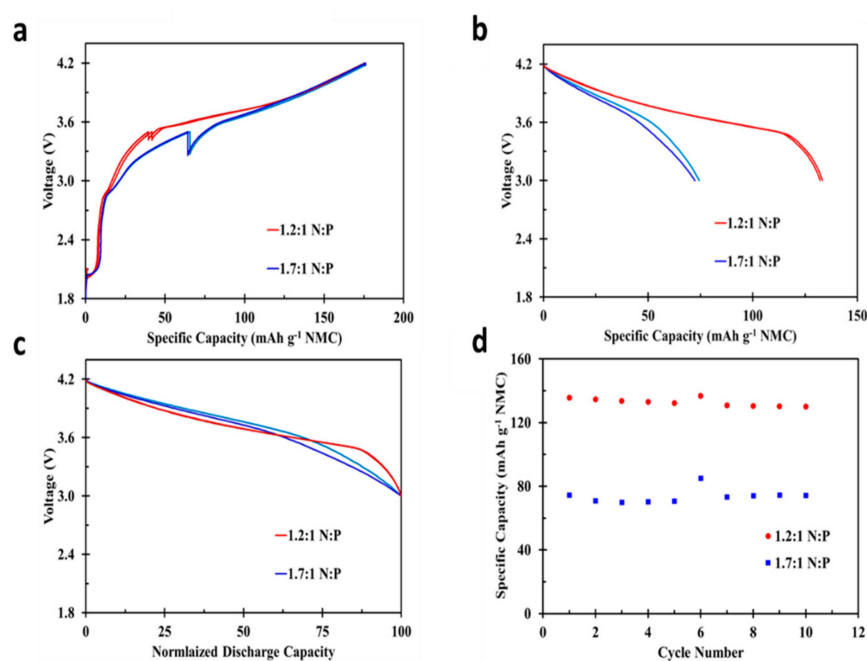 a
4.2
3.6
3.0
2.4
1.8
Voltage (V)
1.2:1 N:P
1.7:1 N:P
0
50
100
150
200
Specific Capacity (mAh g-1 NMC)
b
4.2
3.6
3.0
2.4
1.8
Voltage (V)
1.2:1 N:P
1.7:1 N:P
0
50
100
150
Specific Capacity (mAh g-1 NMC)
c
4.2
3.6
3.0
2.4
1.8
Voltage (V)
1.2:1 N:P
1.7:1 N:P
0
25
50
75
100
Normlaized Discharge Capacity
d
160
120
80
40
0
Specific Capacity (mAh g-1 NMC)
1.2:1 N:P
1.7:1 N:P
0
2
4
6
8
10
12
Cycle Number